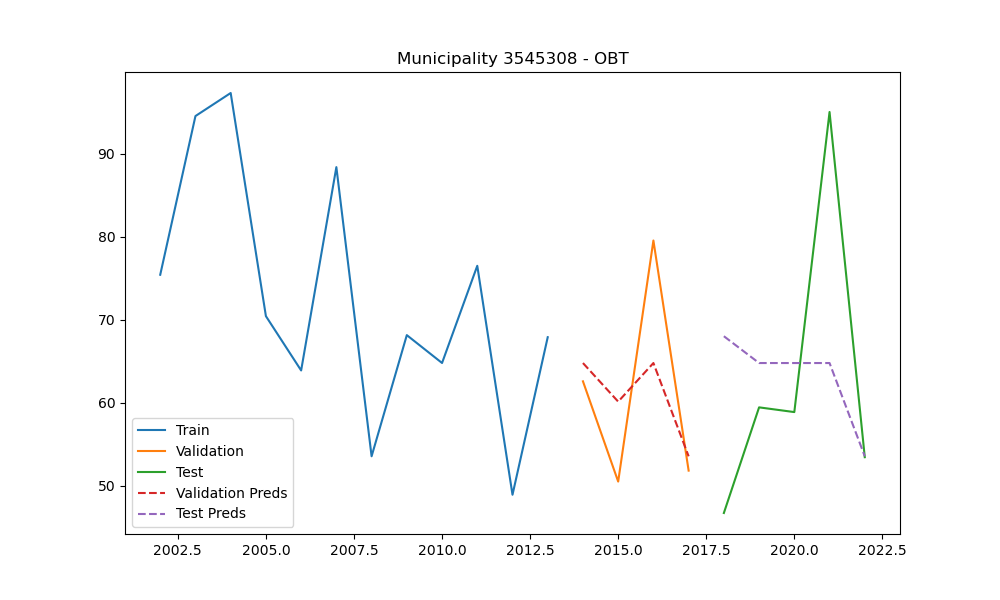 Municipality 3545308 - OBT
90
80
70
60
50
Train
Validation
Test
Validation Preds
Test Preds
2002.5 2005.0 2007.5 2010.0 2012.5 2015.0 2017.5 2020.0 2022.5